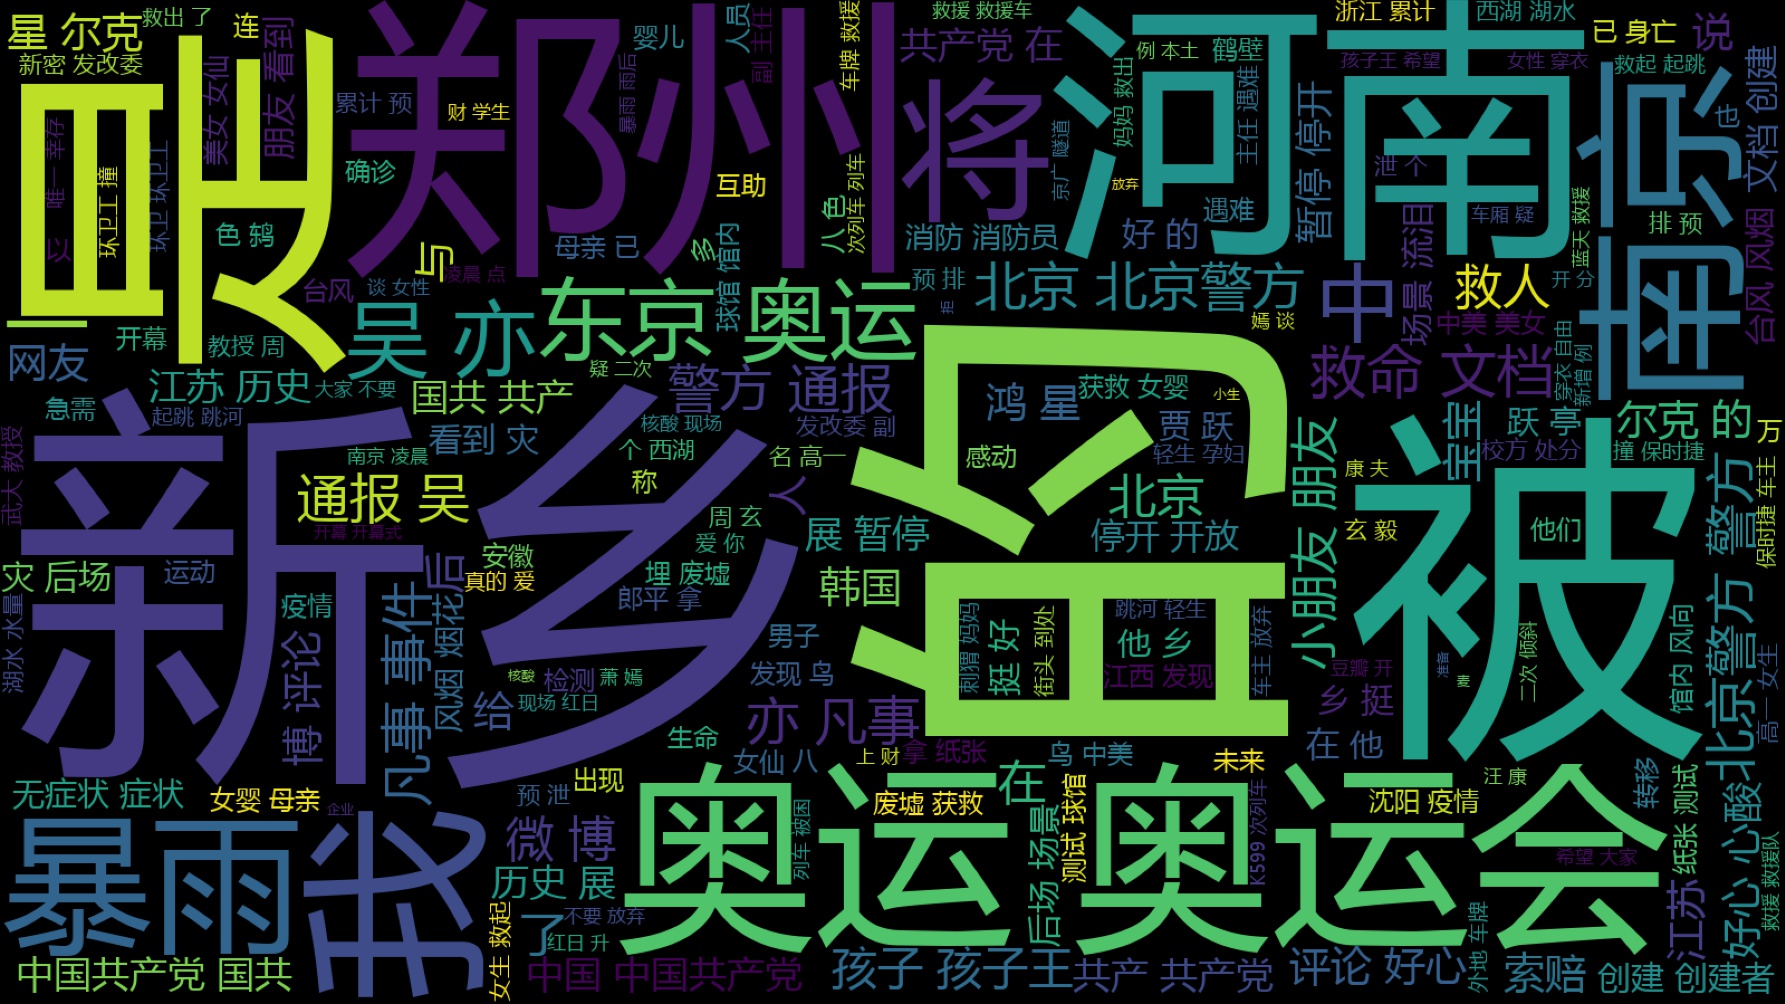 星 尔克
救出 了
新密 发改委
连
目
尿
美女 女仙
朋友 看到
唯一 幸存
以
环卫工 撞
环卫 环卫工
色 鸫
郑州
累计 预
财 学生
确诊
婴儿
人员
副 主任
车牌 救援
暴雨 雨后
互助
母亲 已
多
球馆 馆内
八 色
次列车 列车
与
凌晨 点
台风
谈 女性
开幕
教授 周
网友
救援 救援车
共产党 在
将
消防 消防员
预 排
拒
河南
例 本土
鹤壁
妈妈 救出
京广 隧道
主任 遇难
放弃
遇难
好 的
暂停 停开
浙江 累计
西湖 湖水
孩子王 希望
女性 穿衣
泄 个
车厢 疑
流泪
场景
蓝天 救援
开 分
已 身亡
说
救起 起跳
南京
也
文档 创建
排 预
台风 风烟
吴 亦
东京 奥运
北京 北京警方
嫣 谈
中
救人
中美 美女
救命 文档
穿衣 自由
新增 例
江苏 历史
大家 不要
急需
起跳 跳河
国共 共产
疑 二次
警方 通报
发改委 副
核酸 现场
看到 灾
南京 凌晨
个 西湖
名 高一
称
人
鸿 星
获救 女婴
小生
贾 跃
轻生 孕妇
感动
北京
停开 开放
小朋友 朋友
宝宝
跃 亭
校方 处分
尔克 的
撞 保时捷
万
康 夫
玄 毅
他们
被
武大 教授
新乡
通报 吴
开幕 开幕式
灾 后场
运动
疫情
博 评论
凡事 事件
后
风烟 烟花
安徽
真的 爱
周 玄
爱 你
埋 废墟
郎平 拿
展 暂停
韩国
男子
发现 鸟
湖水 水量
给
核酸
检测
萧 嫣
现场 红日
亦 凡事
生命
女仙 八
刺猬 妈妈
挺 好
街头 到处
跳河 轻生
他 乡
江西 发现
车主 放弃
豆瓣 开
乡 挺
在 他
准备
二次 倾斜
馆内 风向
北京警方 警方
保时捷 车主
高一 女生
上 财
拿 纸张
鸟 中美
未来
无症状 症状
女婴 母亲
企业
预 泄
出现
列车 被困
废墟 获救
在
测试 球馆
沈阳 疫情
汪 康
转移
纸张 测试
好心 心酸
暴雨
我
微 博
历史 展
奥运 奥运会
后场 场景
K599 次列车
希望 大家
江苏
救援 救援队
女生 救起
了
不要 放弃
红日 升
中国共产党 国共
中国 中国共产党
孩子 孩子王
共产 共产党
评论 好心
外地 车牌
索赔
创建 创建者